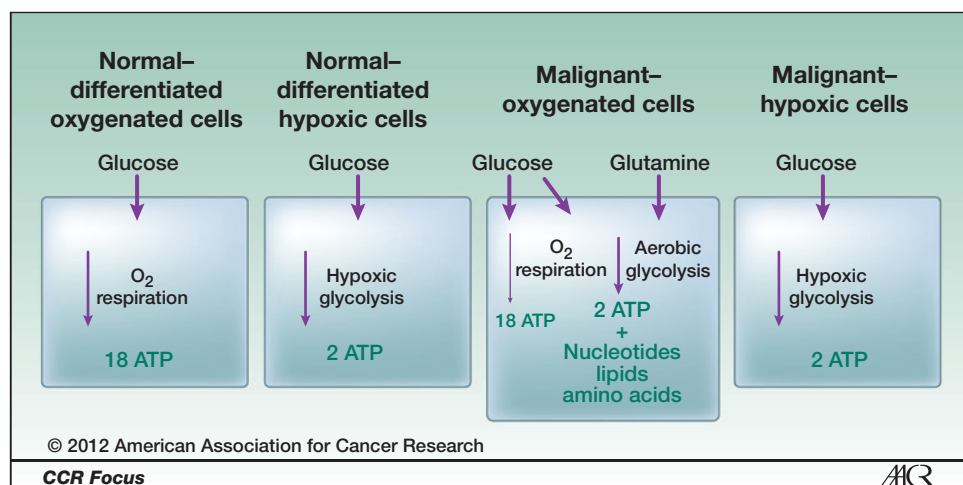 Normal–
differentiated
oxygenated cells
Glucose
O2
respiration
18 ATP
Normal–
differentiated
hypoxic cells
Glucose
Hypoxic
glycolysis
2 ATP
Malignant–
oxygenated cells
Glucose
Glutamine
O2
respiration
18 ATP
Aerobic
glycolysis
2 ATP
+
Nucleotides
lipids
amino acids
Malignant–
hypoxic cells
Glucose
Hypoxic
glycolysis
2 ATP
© 2012 American Association for Cancer Research
CCR Focus
AACR